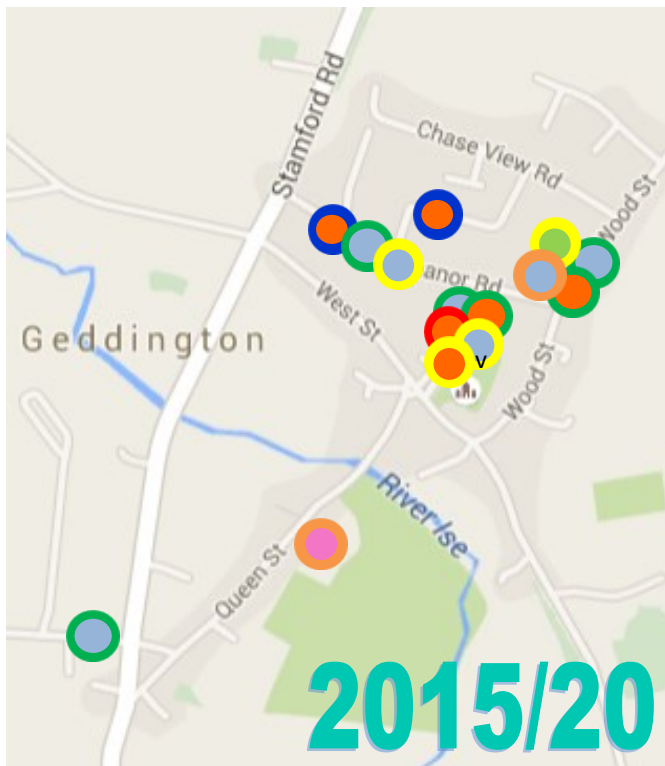 Stamford Rd
Chase View Rd
Wood St
anor Rd
West St
Geddington
V
Wood St
River Ise
Queen St
2015/20